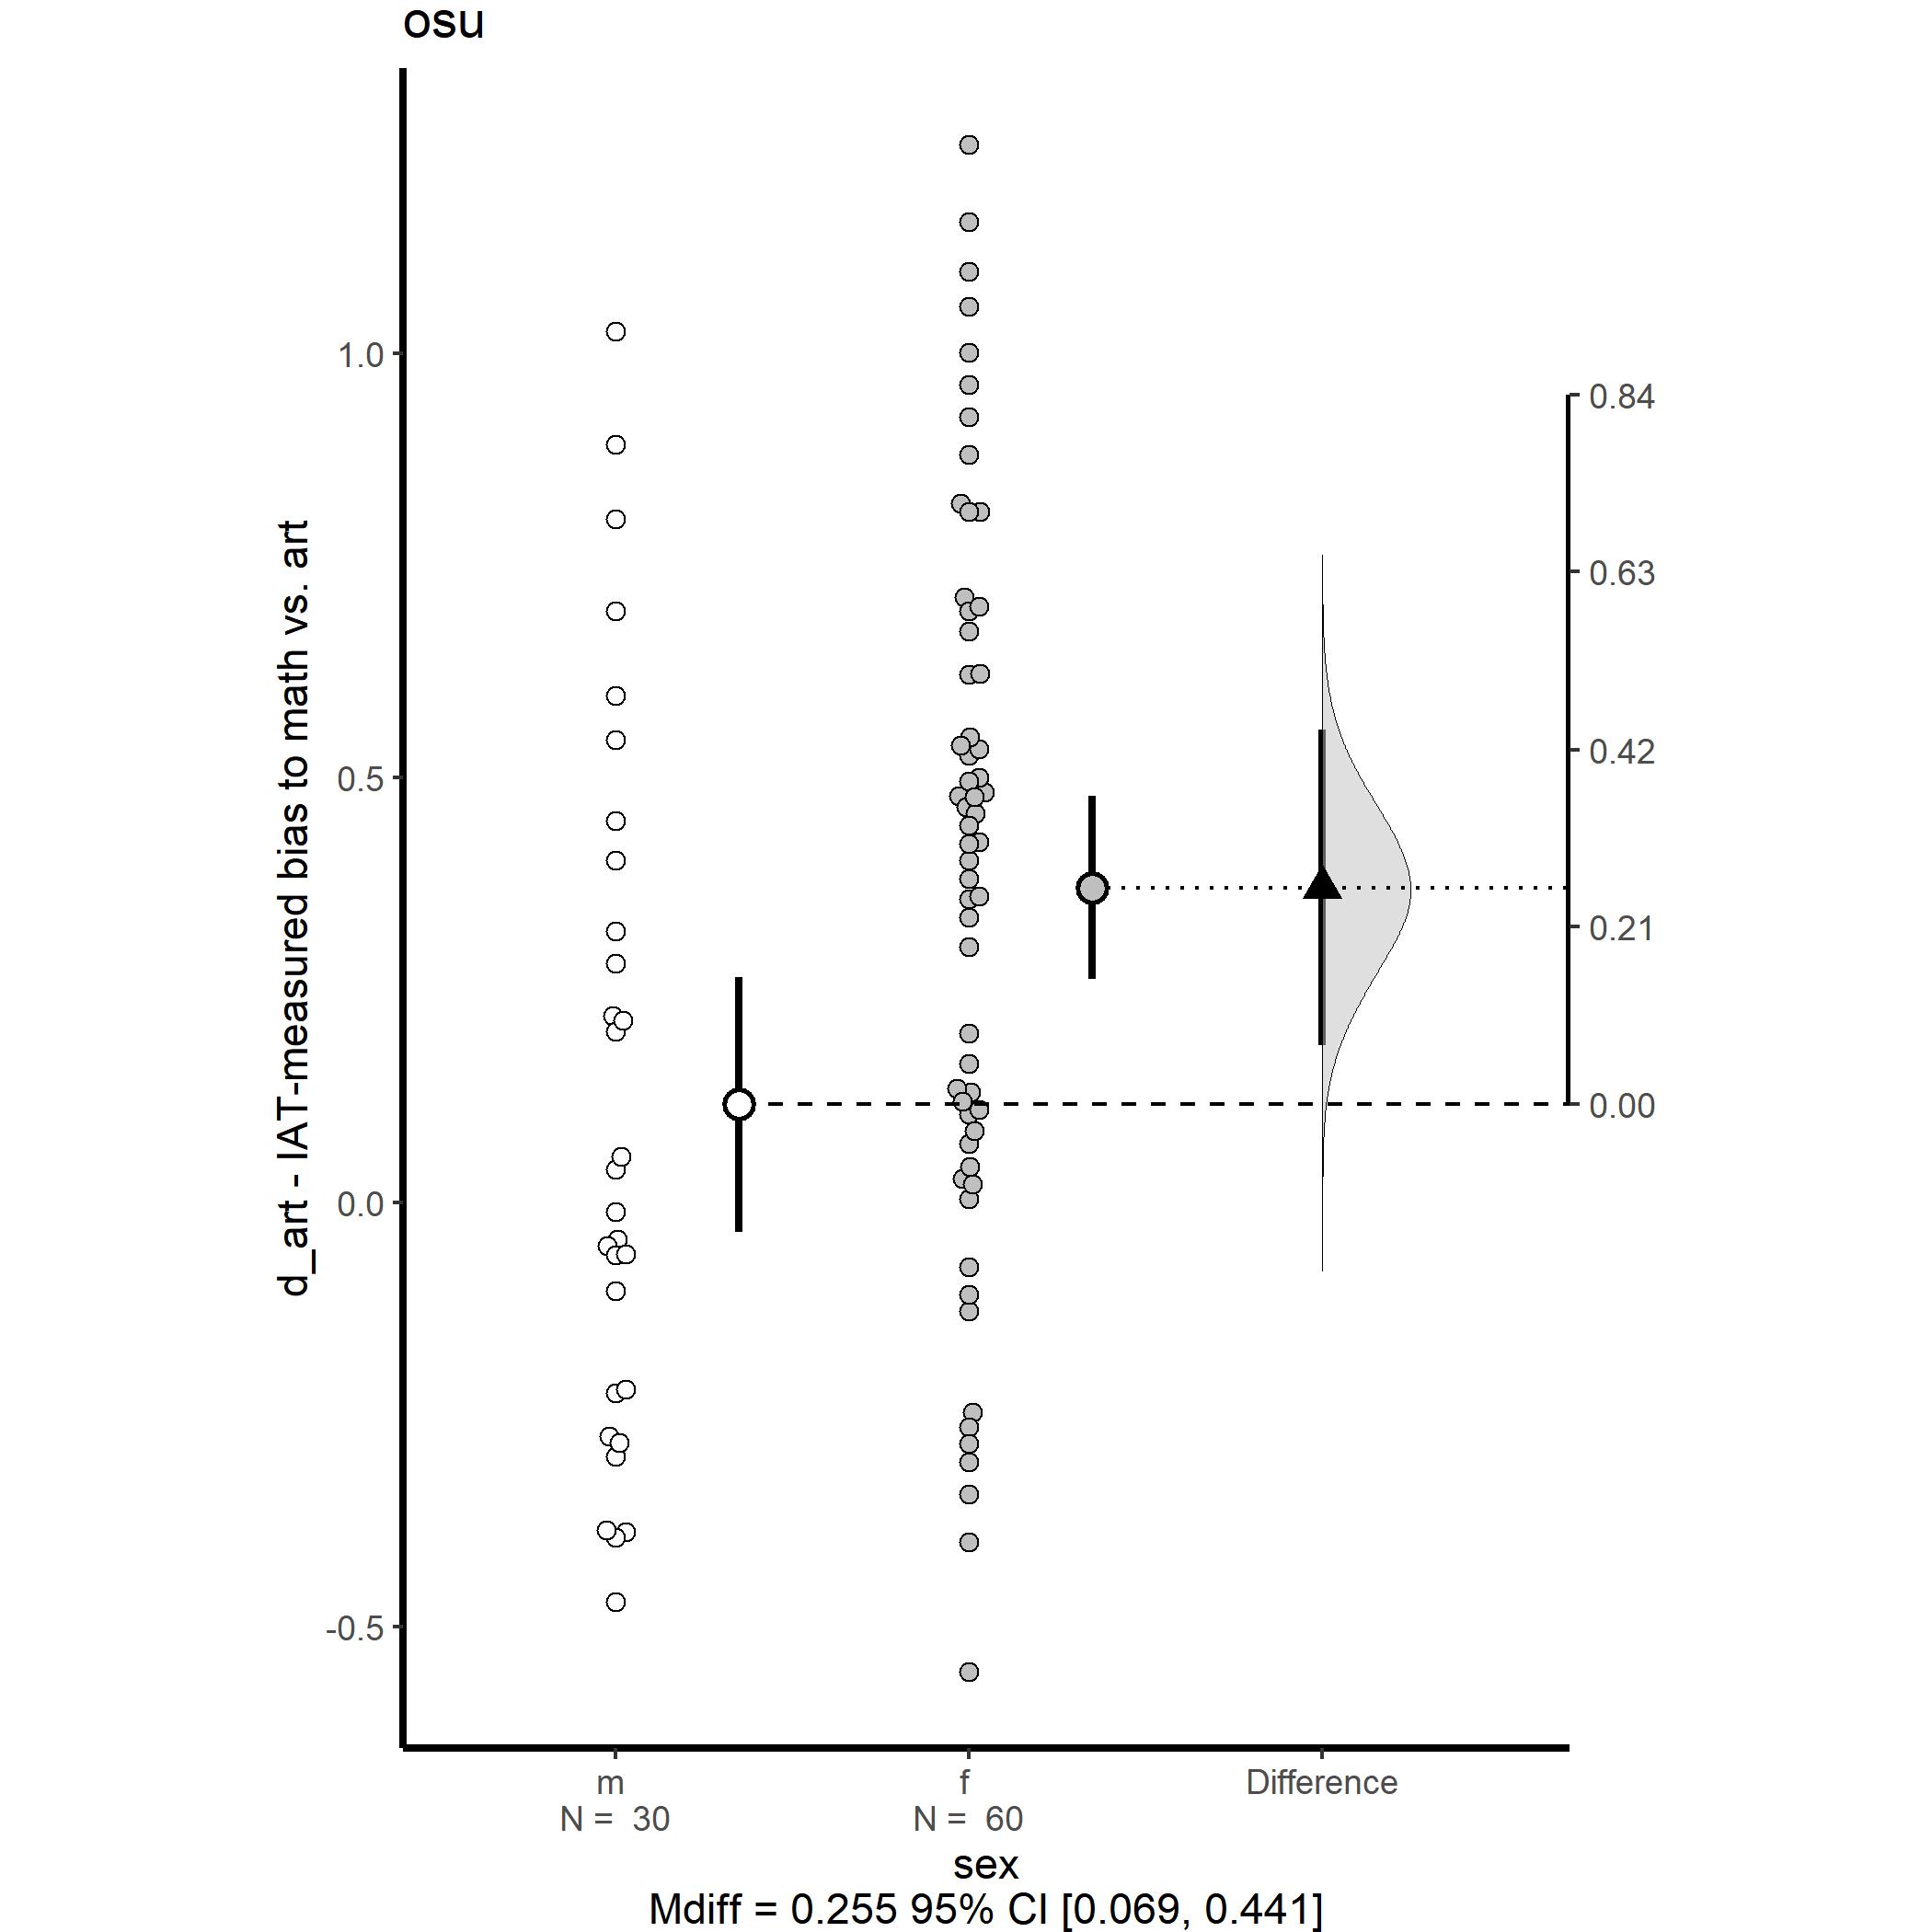 osu
d_art - IAT-measured bias to math vs. art
1.0
0.5
0.0
-0.5
0.84
0.63
0.42
0.21
0.00
m
N =  30
f
N =  60
Difference
sex
Mdiff = 0.255 95% CI [0.069, 0.441]